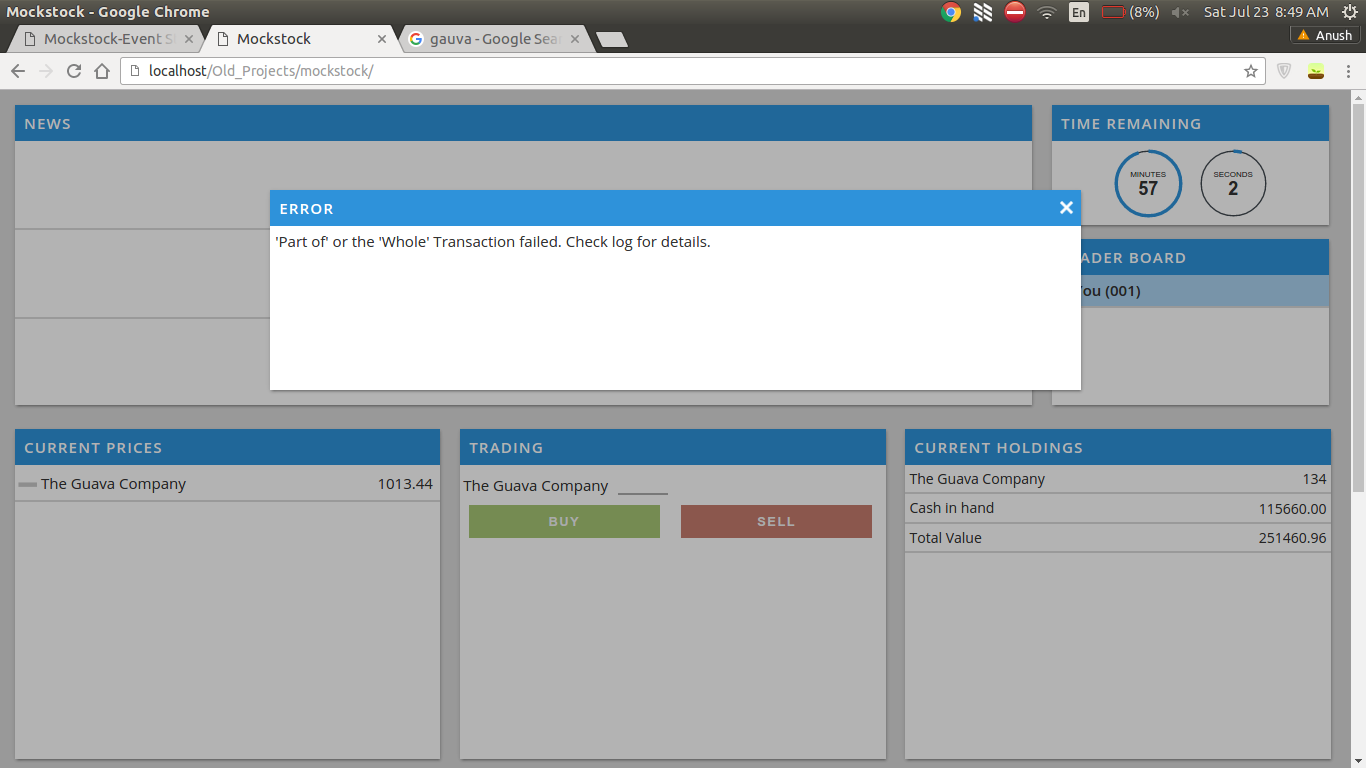 Mockstock - Google Chrome
En
(8%)
Sat Jul 23 8:49 AM
Mockstock-Event S
Mockstock
gauva - Google Sea
Anush
localhost/Old_Projects/mockstock/
NEWS
TIME REMAINING
MINUTES
57
SECONDS
2
ERROR
'Part of' or the 'Whole' Transaction failed. Check log for details.
ADER BOARD
You (001)
CURRENT PRICES
The Guava Company 1013.44
TRADING
The Guava Company
BUY
SELL
CURRENT HOLDINGS
The Guava Company 134
Cash in hand 115660.00
Total Value 251460.96